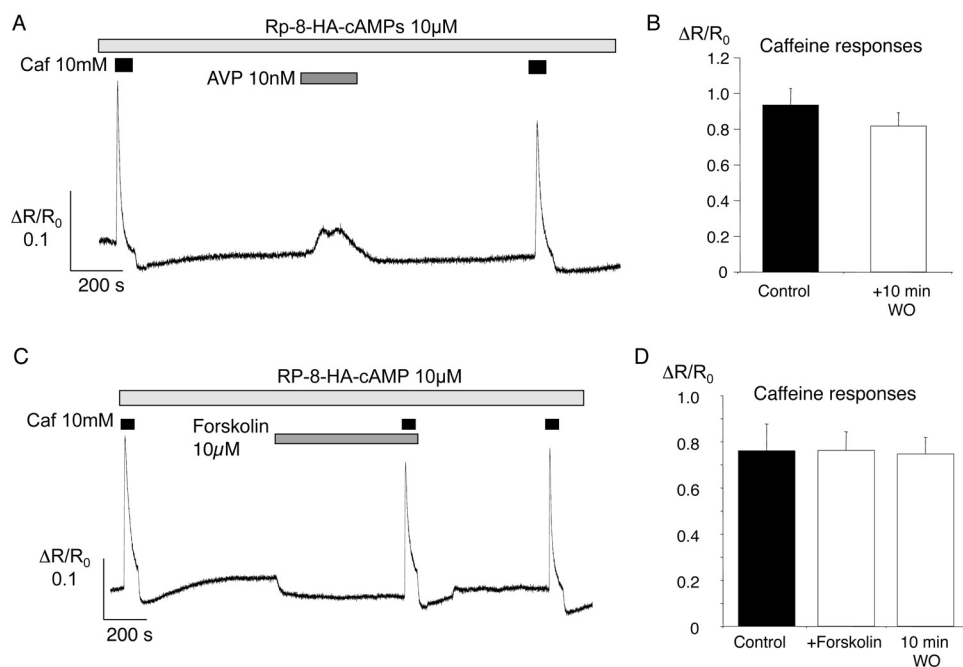 A
Rp-8-HA-cAMPs 10µM
Caf 10mM
AVP 10nM
ΔR/R0
0.1
200 s
B
ΔR/R0
Caffeine responses
1.2
1.0
0.8
0.6
0.4
0.2
0
Control
+10 min
WO
C
RP-8-HA-cAMP 10µM
Caf 10mM
Forskolin
10µM
ΔR/R0
0.1
200 s
D
ΔR/R0
Caffeine responses
1.0
0.8
0.6
0.4
0.2
0
Control
+Forskolin
10 min
WO